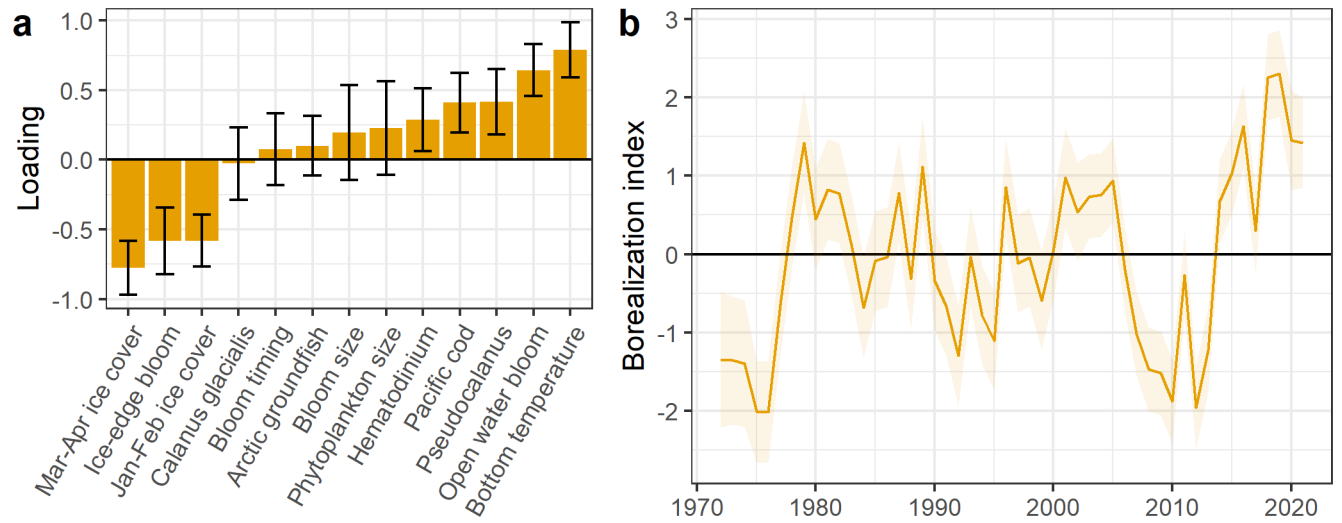 a
Loading
1.0
0.5
0.0
-0.5
-1.0
Mar-Apr ice cover
Ice-edge bloom
Jan-Feb ice cover
Calanus glacialis
Bloom timing
Arctic groundfish
Bloom size
Phytoplankton size
Hematodinium
Pacific cod
Pseudocalanus
Open water bloom
Bottom temperature
b
Borealization index
3
2
1
0
-1
-2
1970
1980
1990
2000
2010
2020